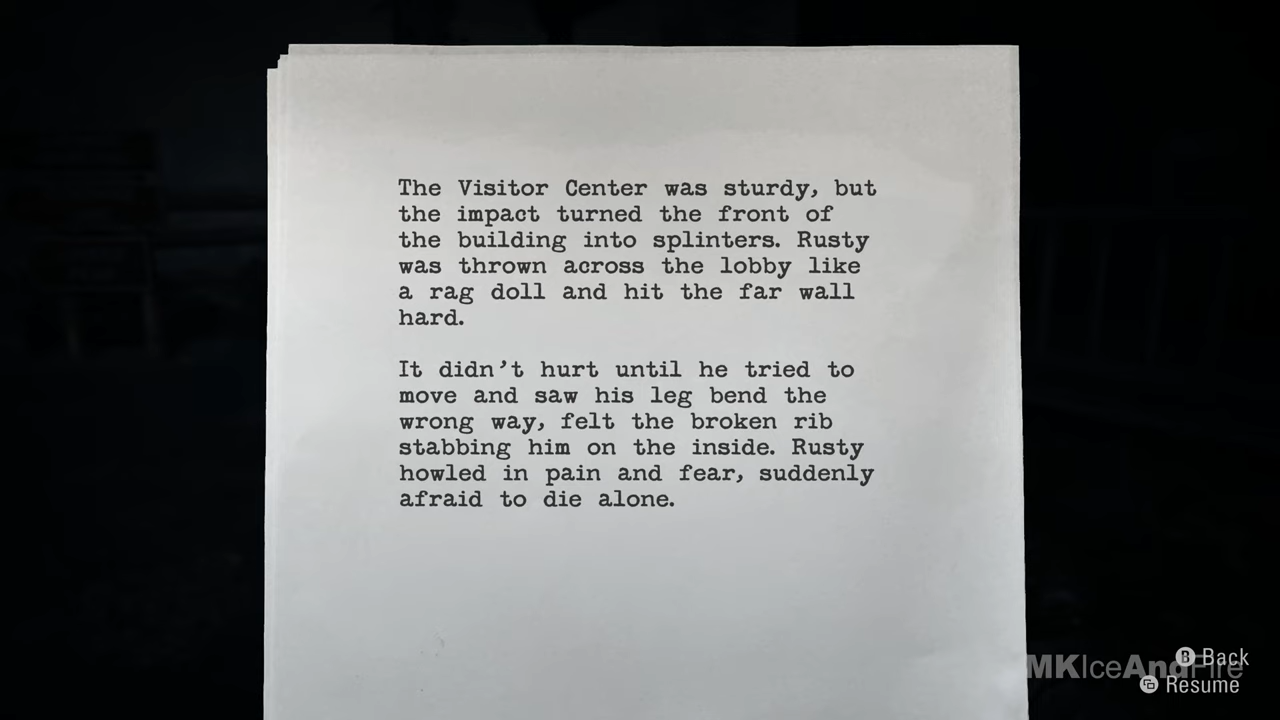 The Visitor Center was sturdy, but
the impact turned the front of
the building into splinters. Rusty
was thrown across the lobby like
a rag doll and hit the far wall
hard.
It didn't hurt until he tried to
move and saw his leg bend the
wrong way, felt the broken rib
stabbing him on the inside. Rusty
howled in pain and fear, suddenly
afraid to die alone.
MKIceAndFire
B Back
Resume